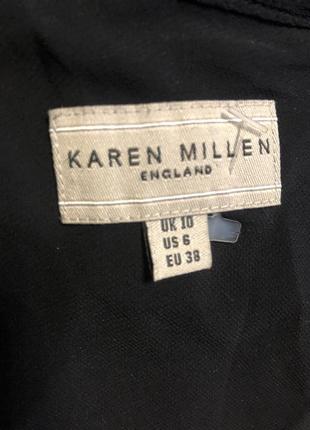 KAREN MILLEN
ENGLAND
UK 10
US 6
EU 38